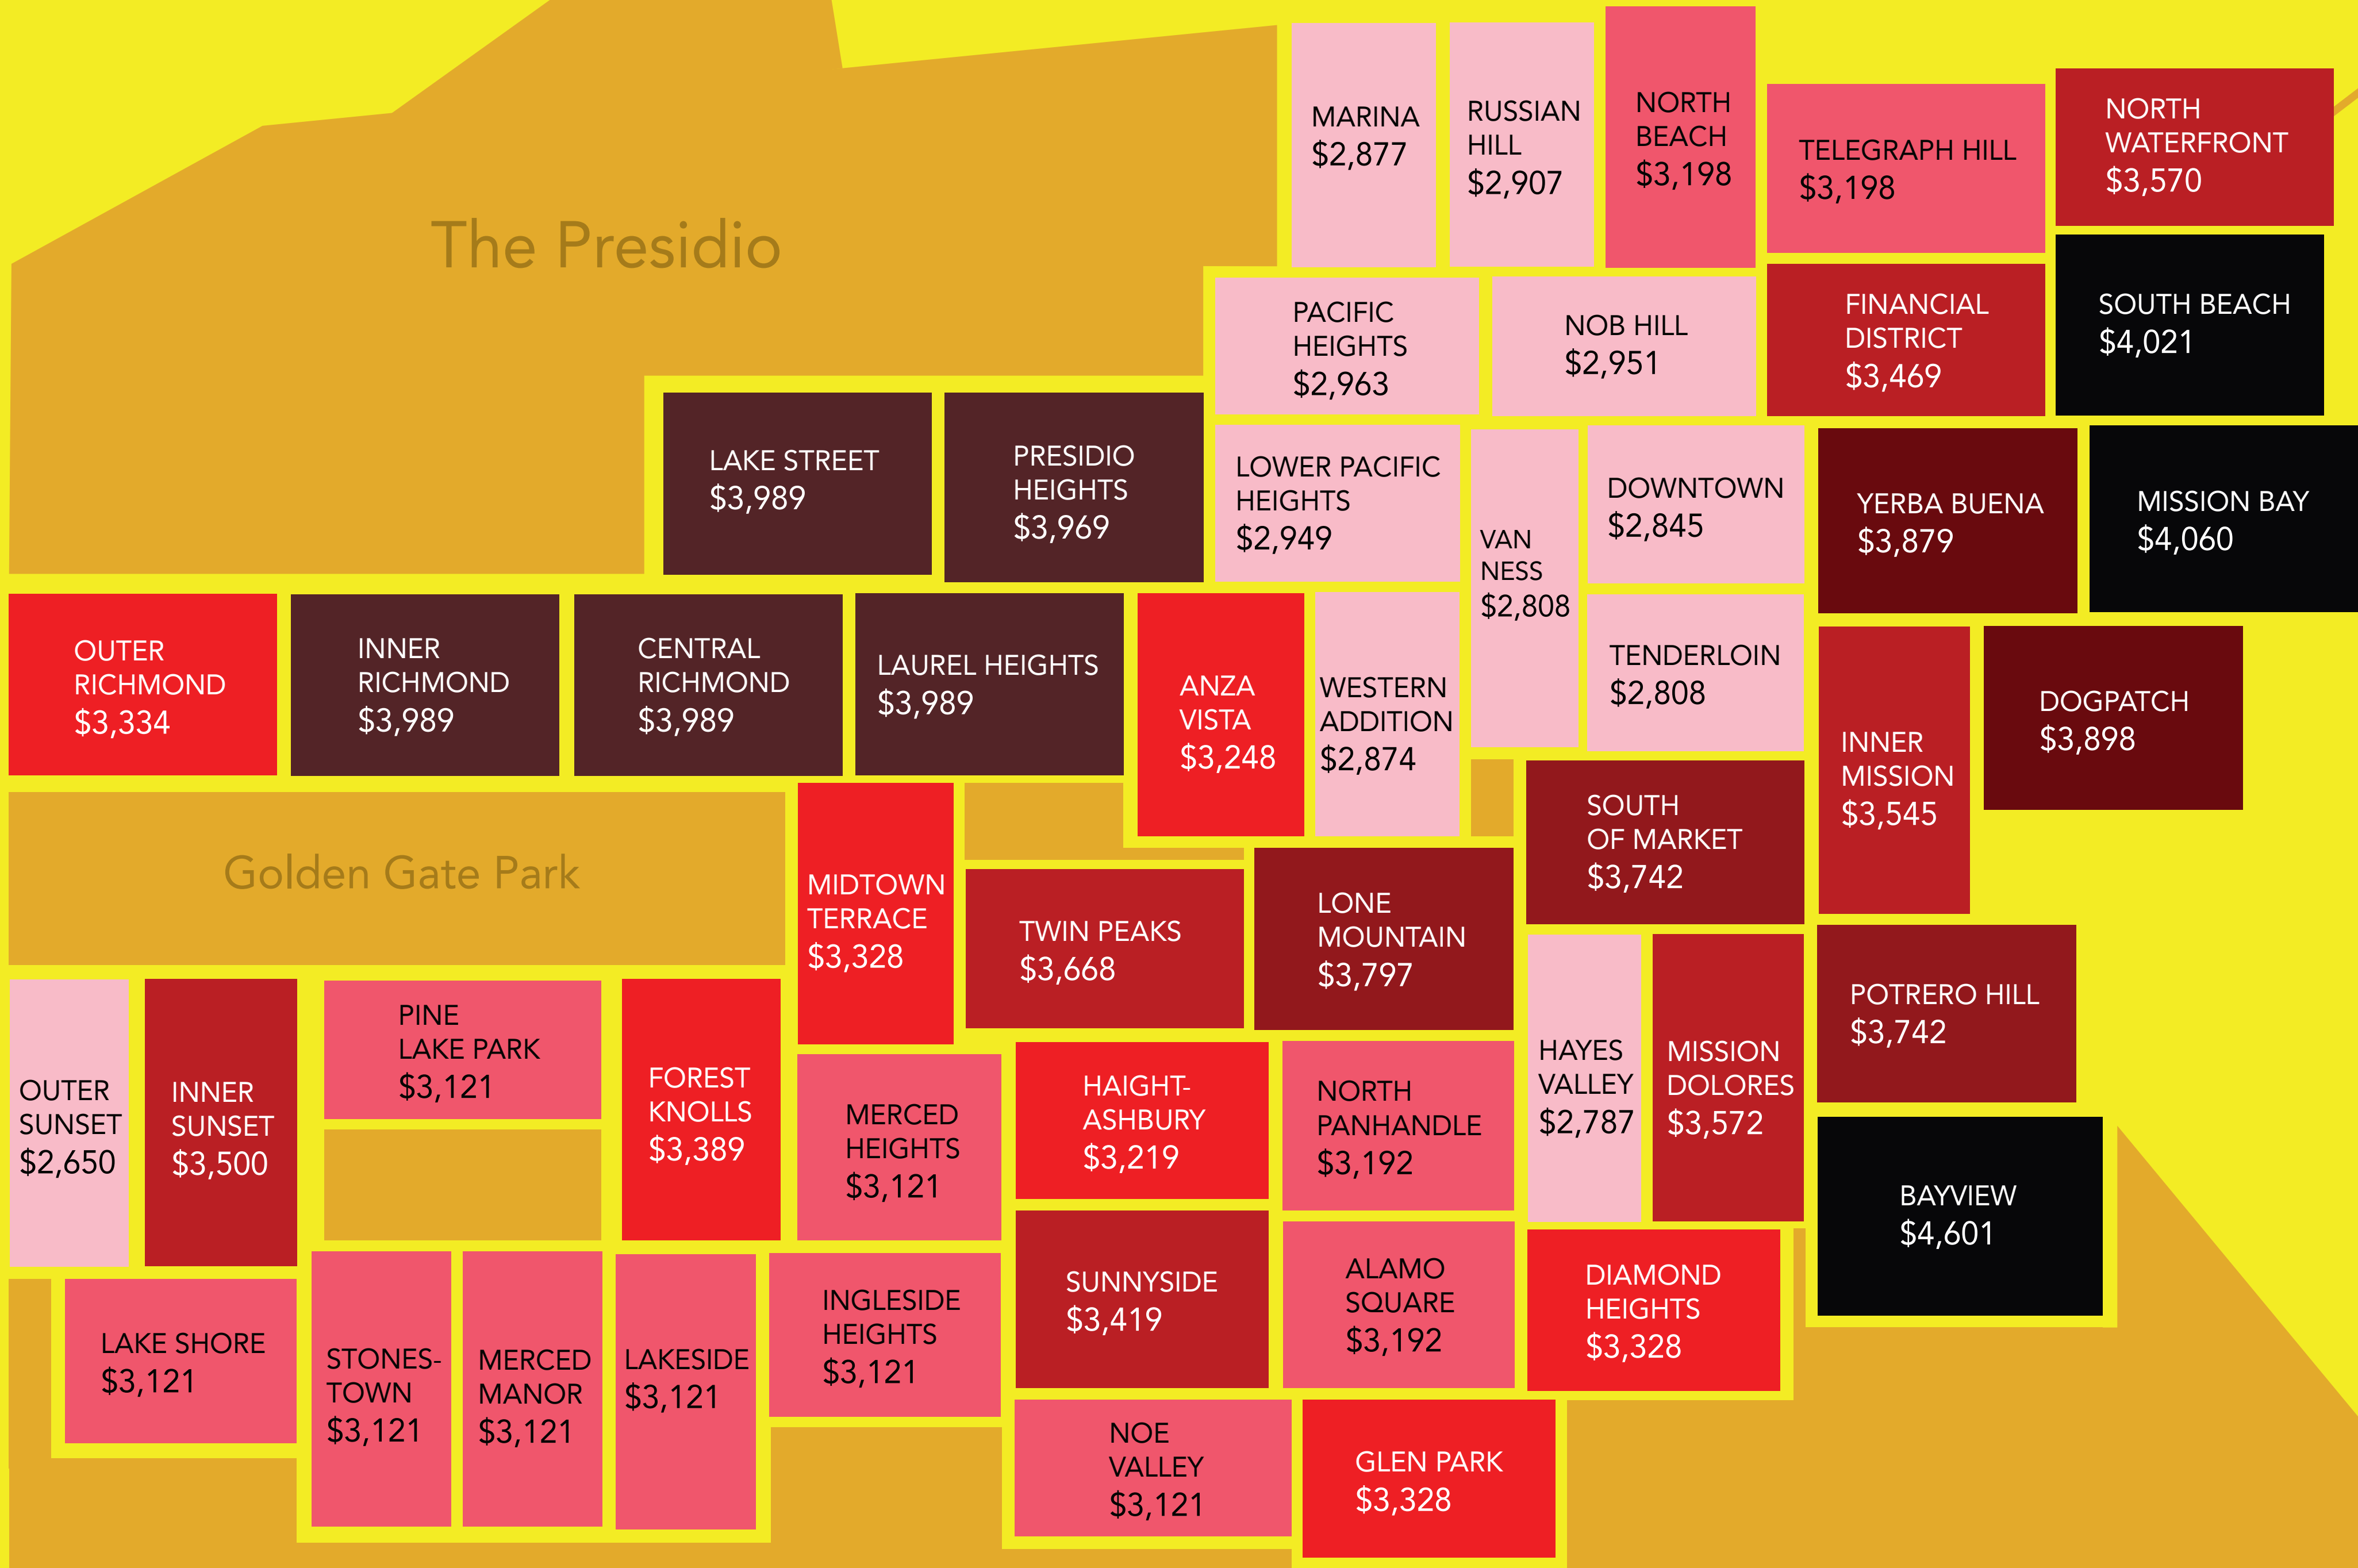 MARINA
$2,877
RUSSIAN
HILL
$2,907
NORTH
BEACH
$3,198
TELEGRAPH HILL
$3,198
NORTH
WATERFRONT
$3,570
The Presidio
PACIFIC
HEIGHTS
$2,963
NOB HILL
$2,951
FINANCIAL
DISTRICT
$3,469
SOUTH BEACH
$4,021
LAKE STREET
$3,989
PRESIDIO
HEIGHTS
$3,969
LOWER PACIFIC
HEIGHTS
$2,949
VAN
NESS
$2,808
DOWNTOWN
$2,845
YERBA BUENA
$3,879
MISSION BAY
$4,060
OUTER
RICHMOND
$3,334
INNER
RICHMOND
$3,989
CENTRAL
RICHMOND
$3,989
LAUREL HEIGHTS
$3,989
ANZA
VISTA
$3,248
WESTERN
ADDITION
$2,874
TENDERLOIN
$2,808
INNER
MISSION
$3,545
DOGPATCH
$3,898
Golden Gate Park
MIDTOWN
TERRACE
$3,328
TWIN PEAKS
$3,668
LONE
MOUNTAIN
$3,797
SOUTH
OF MARKET
$3,742
OUTER
SUNSET
$2,650
INNER
SUNSET
$3,500
PINE
LAKE PARK
$3,121
FOREST
KNOLLS
$3,389
MERCED
HEIGHTS
$3,121
HAIGHT-
ASHBURY
$3,219
NORTH
PANHANDLE
$3,192
HAYES
VALLEY
$2,787
MISSION
DOLORES
$3,572
POTRERO HILL
$3,742
BAYVIEW
$4,601
LAKE SHORE
$3,121
STONES-
TOWN
$3,121
MERCED
MANOR
$3,121
LAKESIDE
$3,121
INGLESIDE
HEIGHTS
$3,121
SUNNYSIDE
$3,419
ALAMO
SQUARE
$3,192
DIAMOND
HEIGHTS
$3,328
NOE
VALLEY
$3,121
GLEN PARK
$3,328